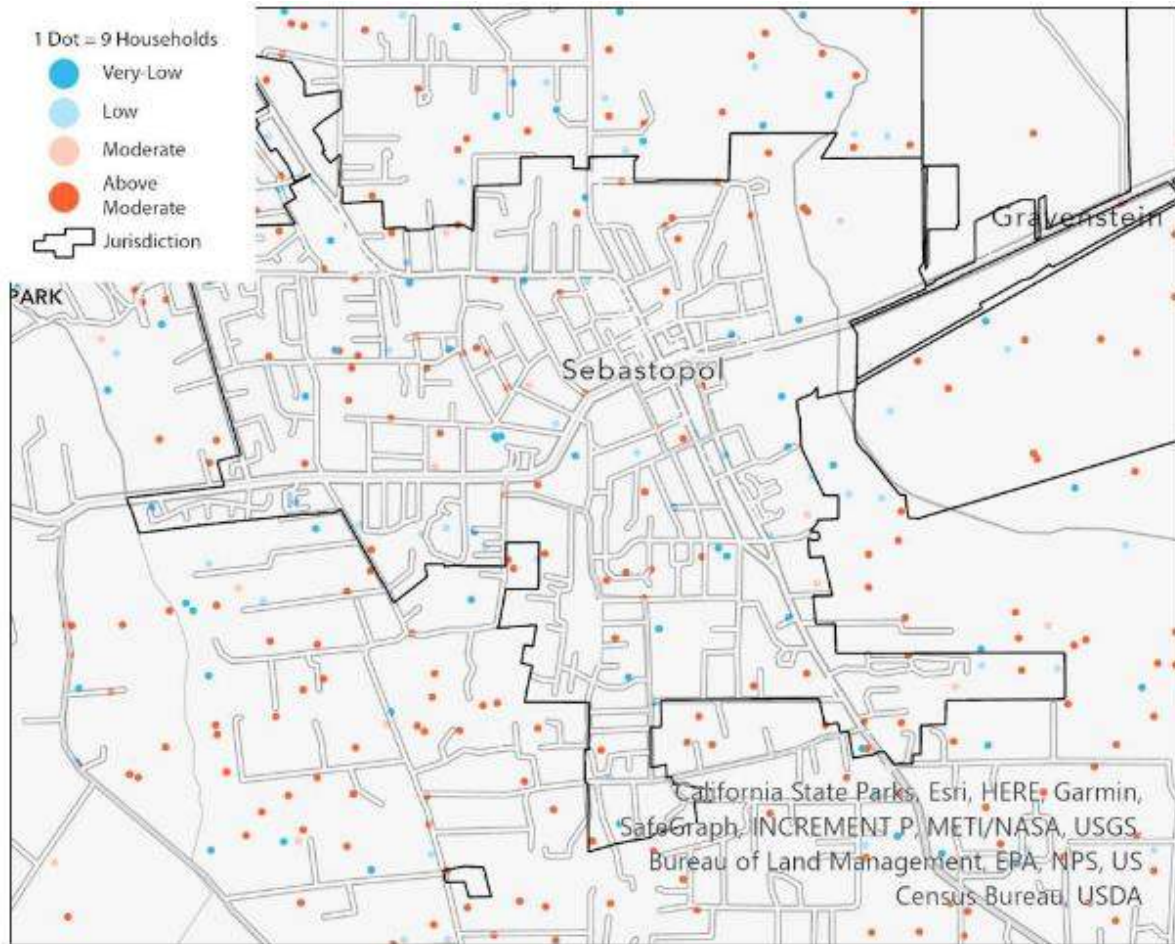 1 Dot = 9 Households
Very-Low
Low
Moderate
Above
Moderate
Jurisdiction
Gravenstein
PARK
Sebastopol
California State Parks, Esri, HERE, Garmin,
SafeGraph, INCREMENT P, METI/NASA, USGS,
Bureau of Land Management, EPA, NPS, US
Census Bureau, USDA